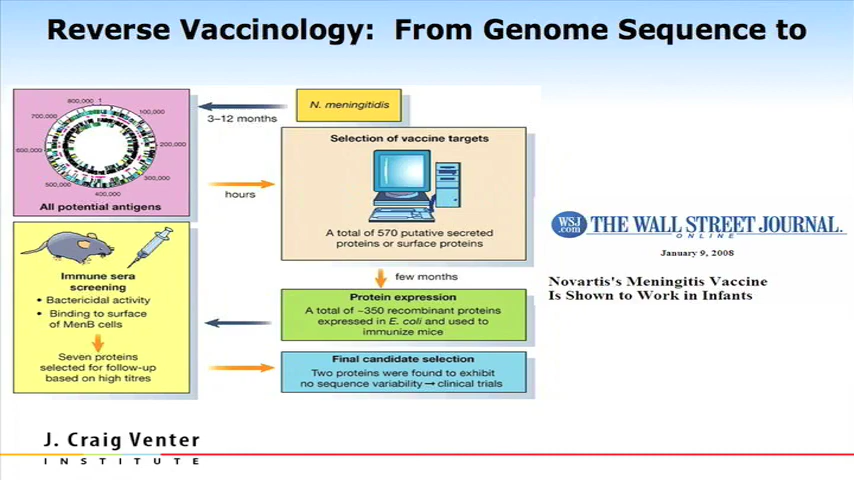 Reverse Vaccinology: From Genome Sequence to
800,000 1
700,000
100,000
600,000
200,000
500,000
300,000
400,000
All potential antigens
3–12 months
N. meningitidis
hours
Selection of vaccine targets
A total of 570 putative secreted
proteins or surface proteins
few months
Immune sera
screening
• Bactericidal activity
• Binding to surface
of MenB cells
Seven proteins
selected for follow-up
based on high titres
Protein expression
A total of ~350 recombinant proteins
expressed in E. coli and used to
immunize mice
Final candidate selection
Two proteins were found to exhibit
no sequence variability → clinical trials
WSJ
.com
THE WALL STREET JOURNAL.
ONLINE
January 9, 2008
Novartis's Meningitis Vaccine
Is Shown to Work in Infants
J. Craig Venter
INSTITUTE